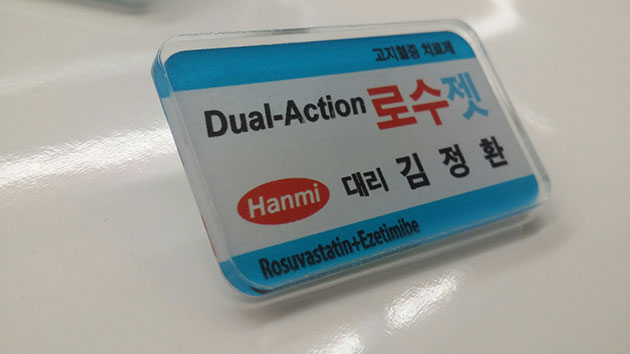 고지혈증 치료제
Dual-Action 로수젯
Hanmi 대리 김정환
Rosuvastatin+Ezetimibe